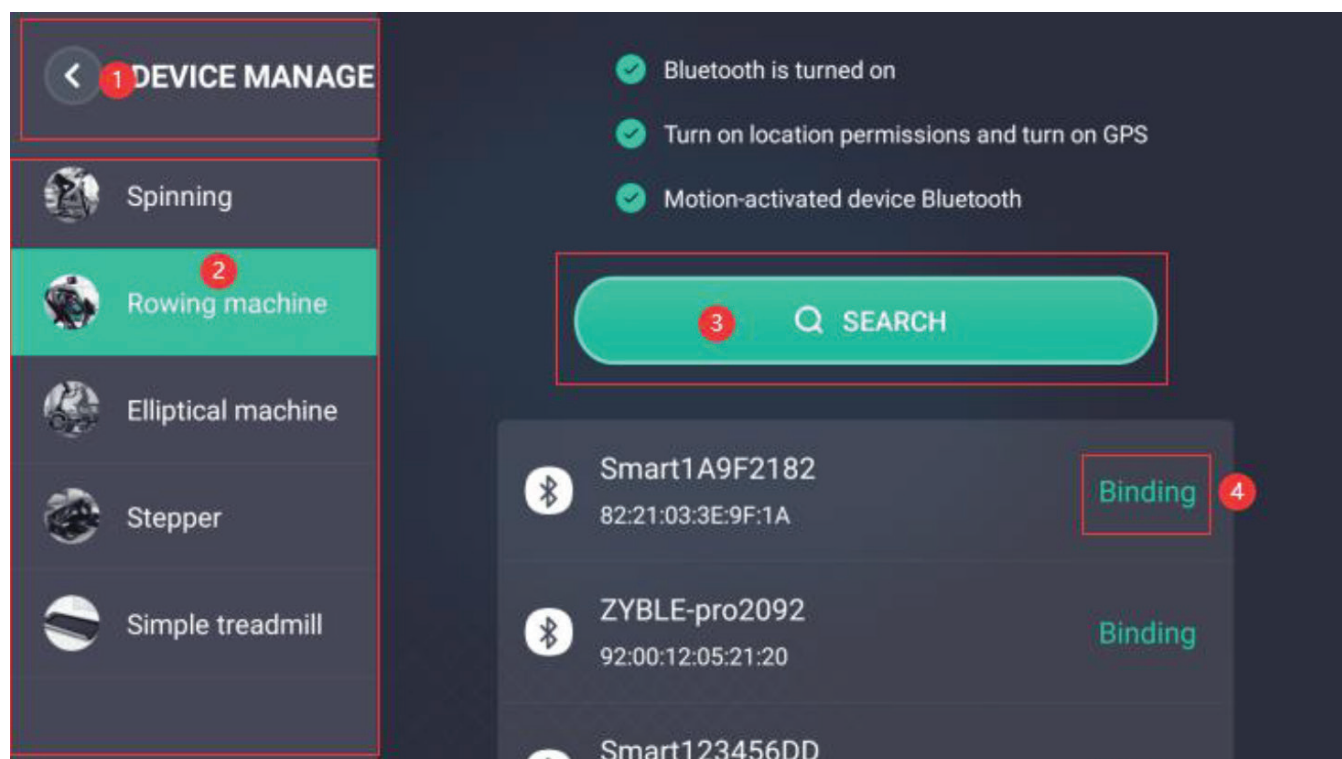 1 DEVICE MANAGE
Spinning
2
Rowing machine
Elliptical machine
Stepper
Simple treadmill
Bluetooth is turned on
Turn on location permissions and turn on GPS
Motion-activated device Bluetooth
3 SEARCH
Smart1A9F2182
82:21:03:3E:9F:1A
Binding 4
ZYBLE-pro2092
92:00:12:05:21:20
Binding
Smart123456DD